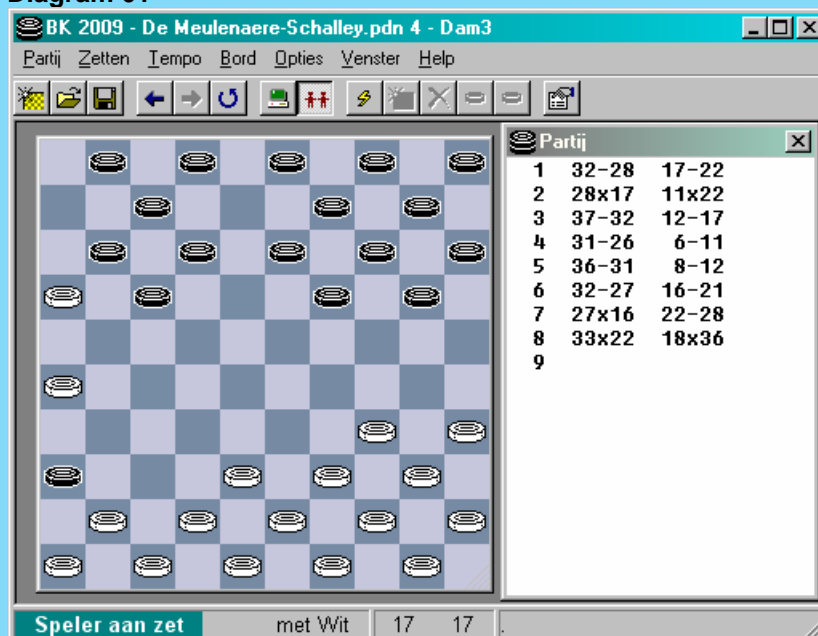 BK 2009 - De Meulenaere-Schalley.pdn 4 - Dam3
Partij Zetten Tempo Bord Opties Venster Help
Partij
1 32-28 17-22
2 28x17 11x22
3 37-32 12-17
4 31-26 6-11
5 36-31 8-12
6 32-27 16-21
7 27x16 22-28
8 33x22 18x36
9
Speler aan zet met Wit 17 17 .